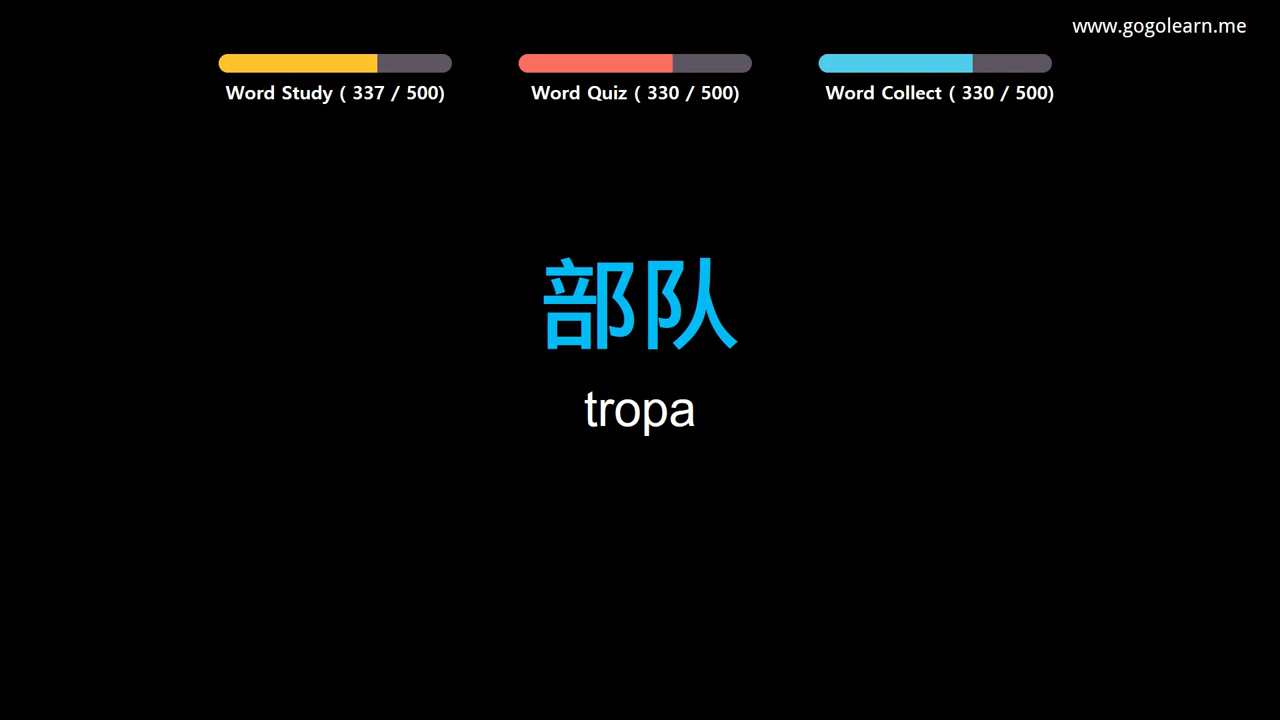 www.gogolearn.me
Word Study ( 337 / 500)
Word Quiz ( 330 / 500)
Word Collect ( 330 / 500)
部队
tropa